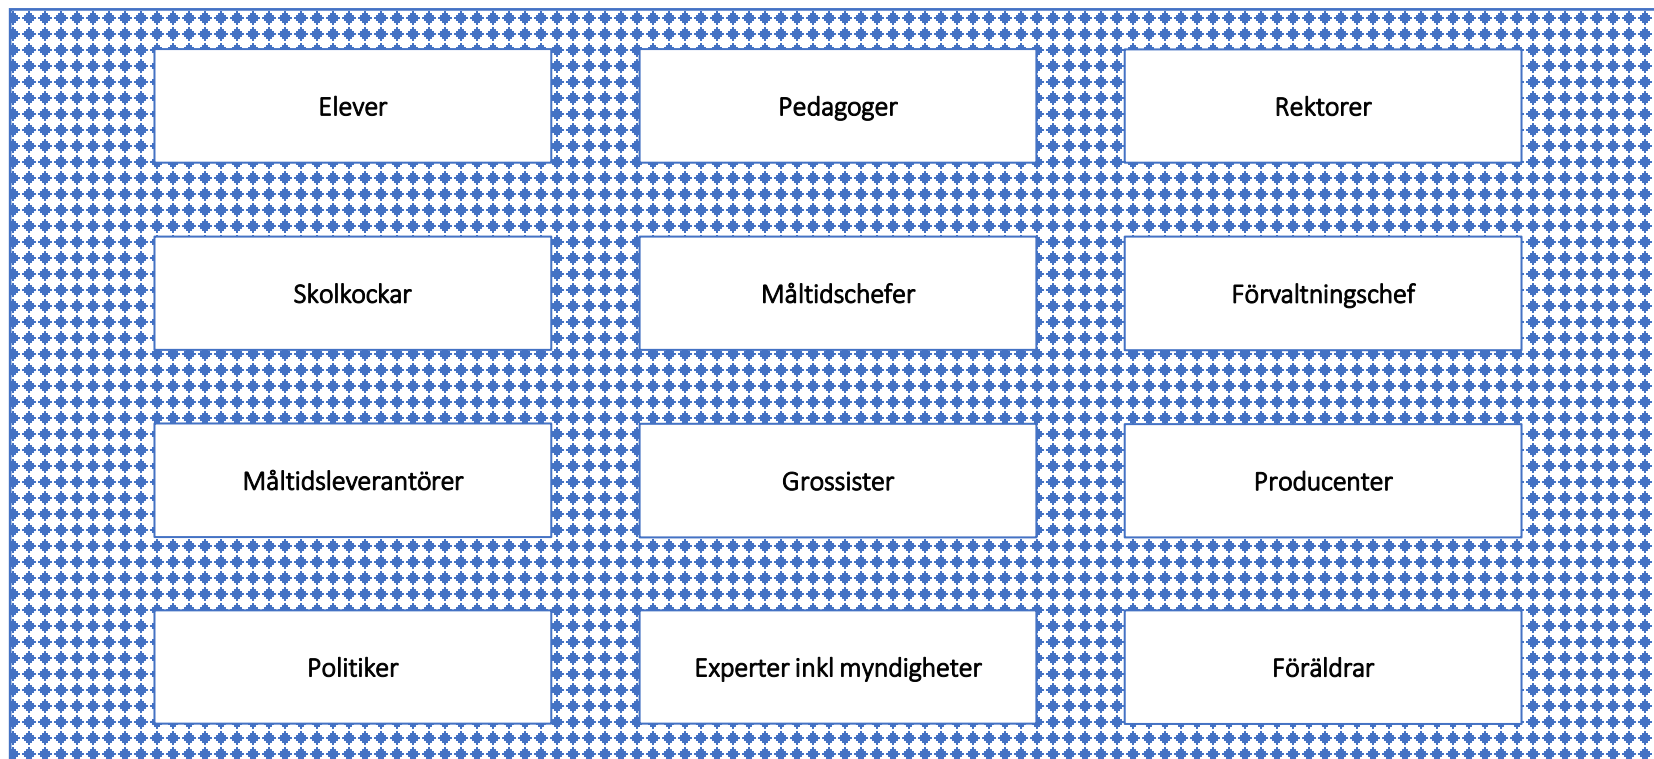 Elever
Pedagoger
Rektorer
Skolkockar
Måltidschefer
Förvaltningschef
Måltidsleverantörer
Grossister
Producenter
Politiker
Experter inkl myndigheter
Föräldrar